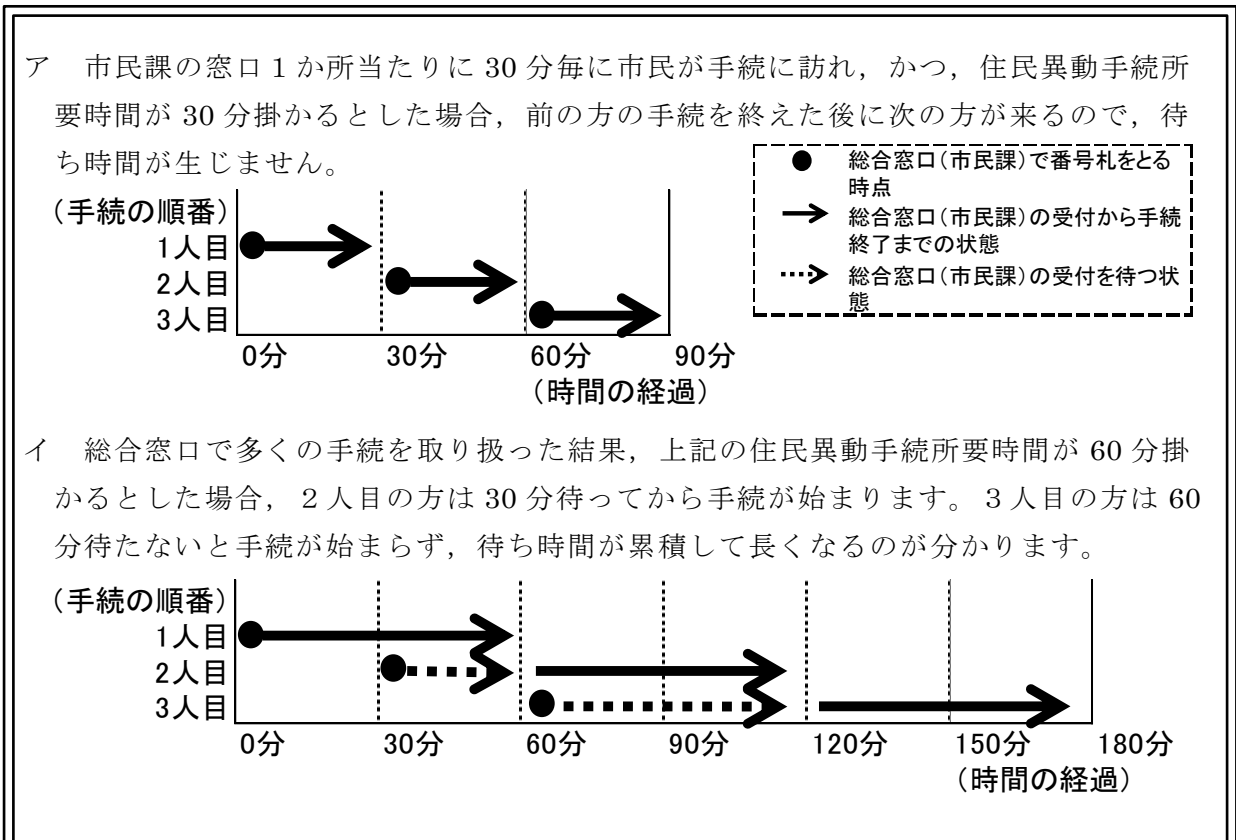 ア　市民課の窓口1か所当たりに 30 分毎に市民が手続に訪れ，かつ，住民異動手続所
要時間が 30 分掛かるとした場合，前の方の手続を終えた後に次の方が来るので，待
ち時間が生じません。
● 総合窓口(市民課)で番号札をとる
時点
総合窓口(市民課)の受付から手続
終了までの状態
総合窓口(市民課)の受付を待つ状
態
(手続の順番)
1人目
2人目
3人目
0分 30分 60分 90分
(時間の経過)
イ　総合窓口で多くの手続を取り扱った結果，上記の住民異動手続所要時間が 60 分掛
かるとした場合，２人目の方は 30 分待ってから手続が始まります。３人目の方は 60
分待たないと手続が始まらず，待ち時間が累積して長くなるのが分かります。
(手続の順番)
1人目
2人目
3人目
0分 30分 60分 90分 120分 150分 180分
(時間の経過)